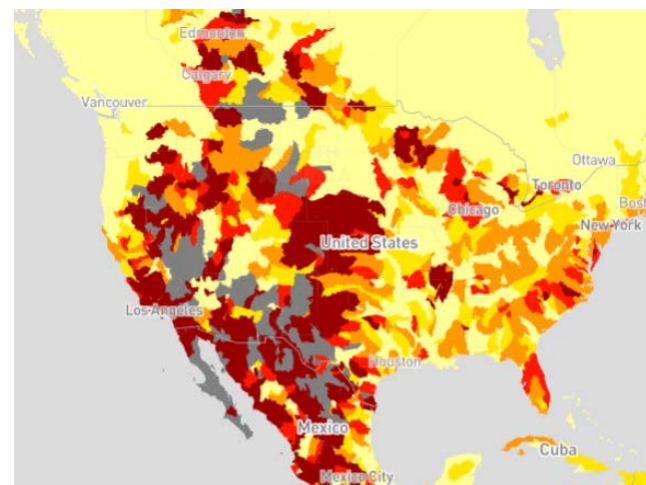 Edmonton
Calgary
Vancouver
Ottawa
Toronto
Bost
Chicago
New York
United States
Los Angeles
Houston
Mexico
Cuba
Mexico City